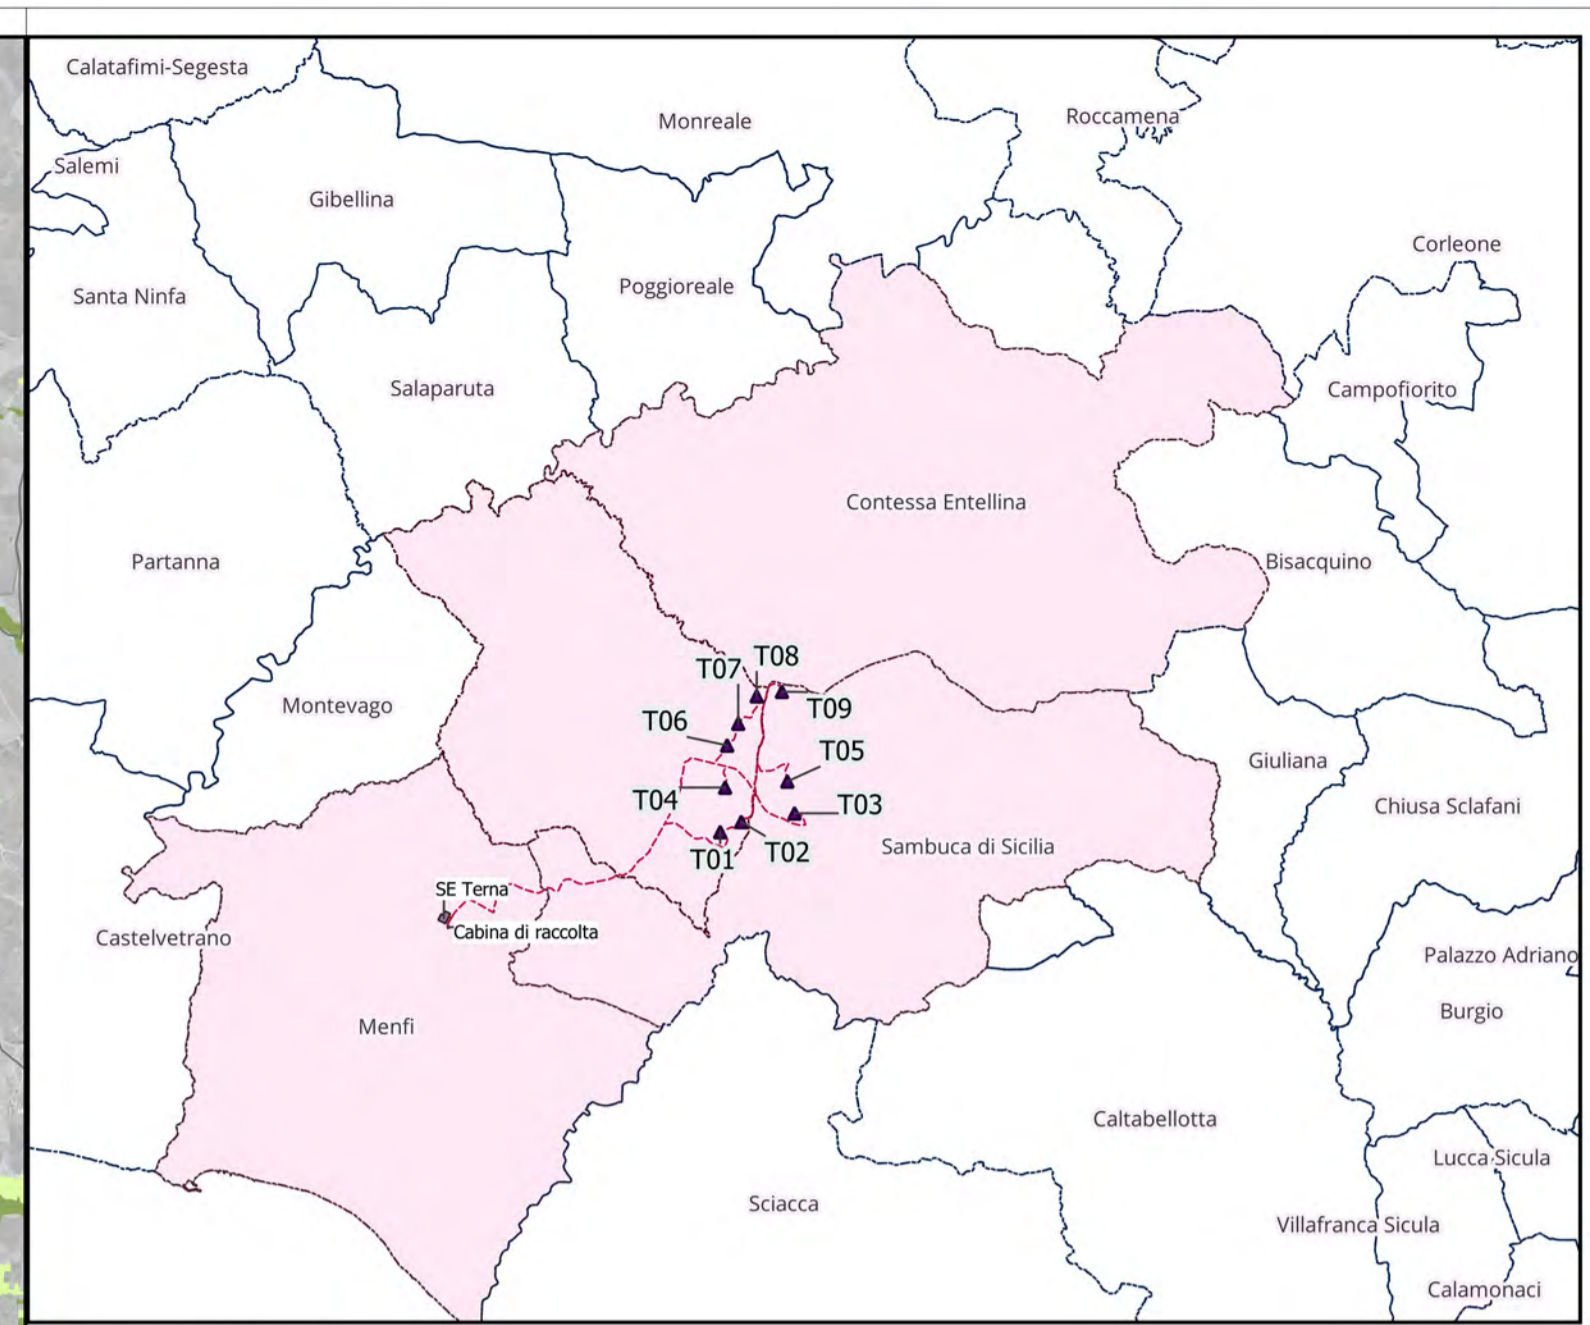 Calatafimi-Segesta
Monreale
Roccamena
Salemi
Gibellina
Corleone
Poggioreale
Santa Ninfa
Salaparuta
Campofiorito
Contessa Entellina
Partanna
Bisacquino
T08
T07
Montevago
T09
T06
T05
Giuliana
T04
T03
Chiusa Sclafani
Sambuca di Sicilia
T02
T01
SE Terna
Cabina di raccolta
Castelvetrano
Palazzo Adriano
Burgio
Menfi
Caltabellotta
Lucca Sicula
Sciacca
Villafranca Sicula
Calamonaci